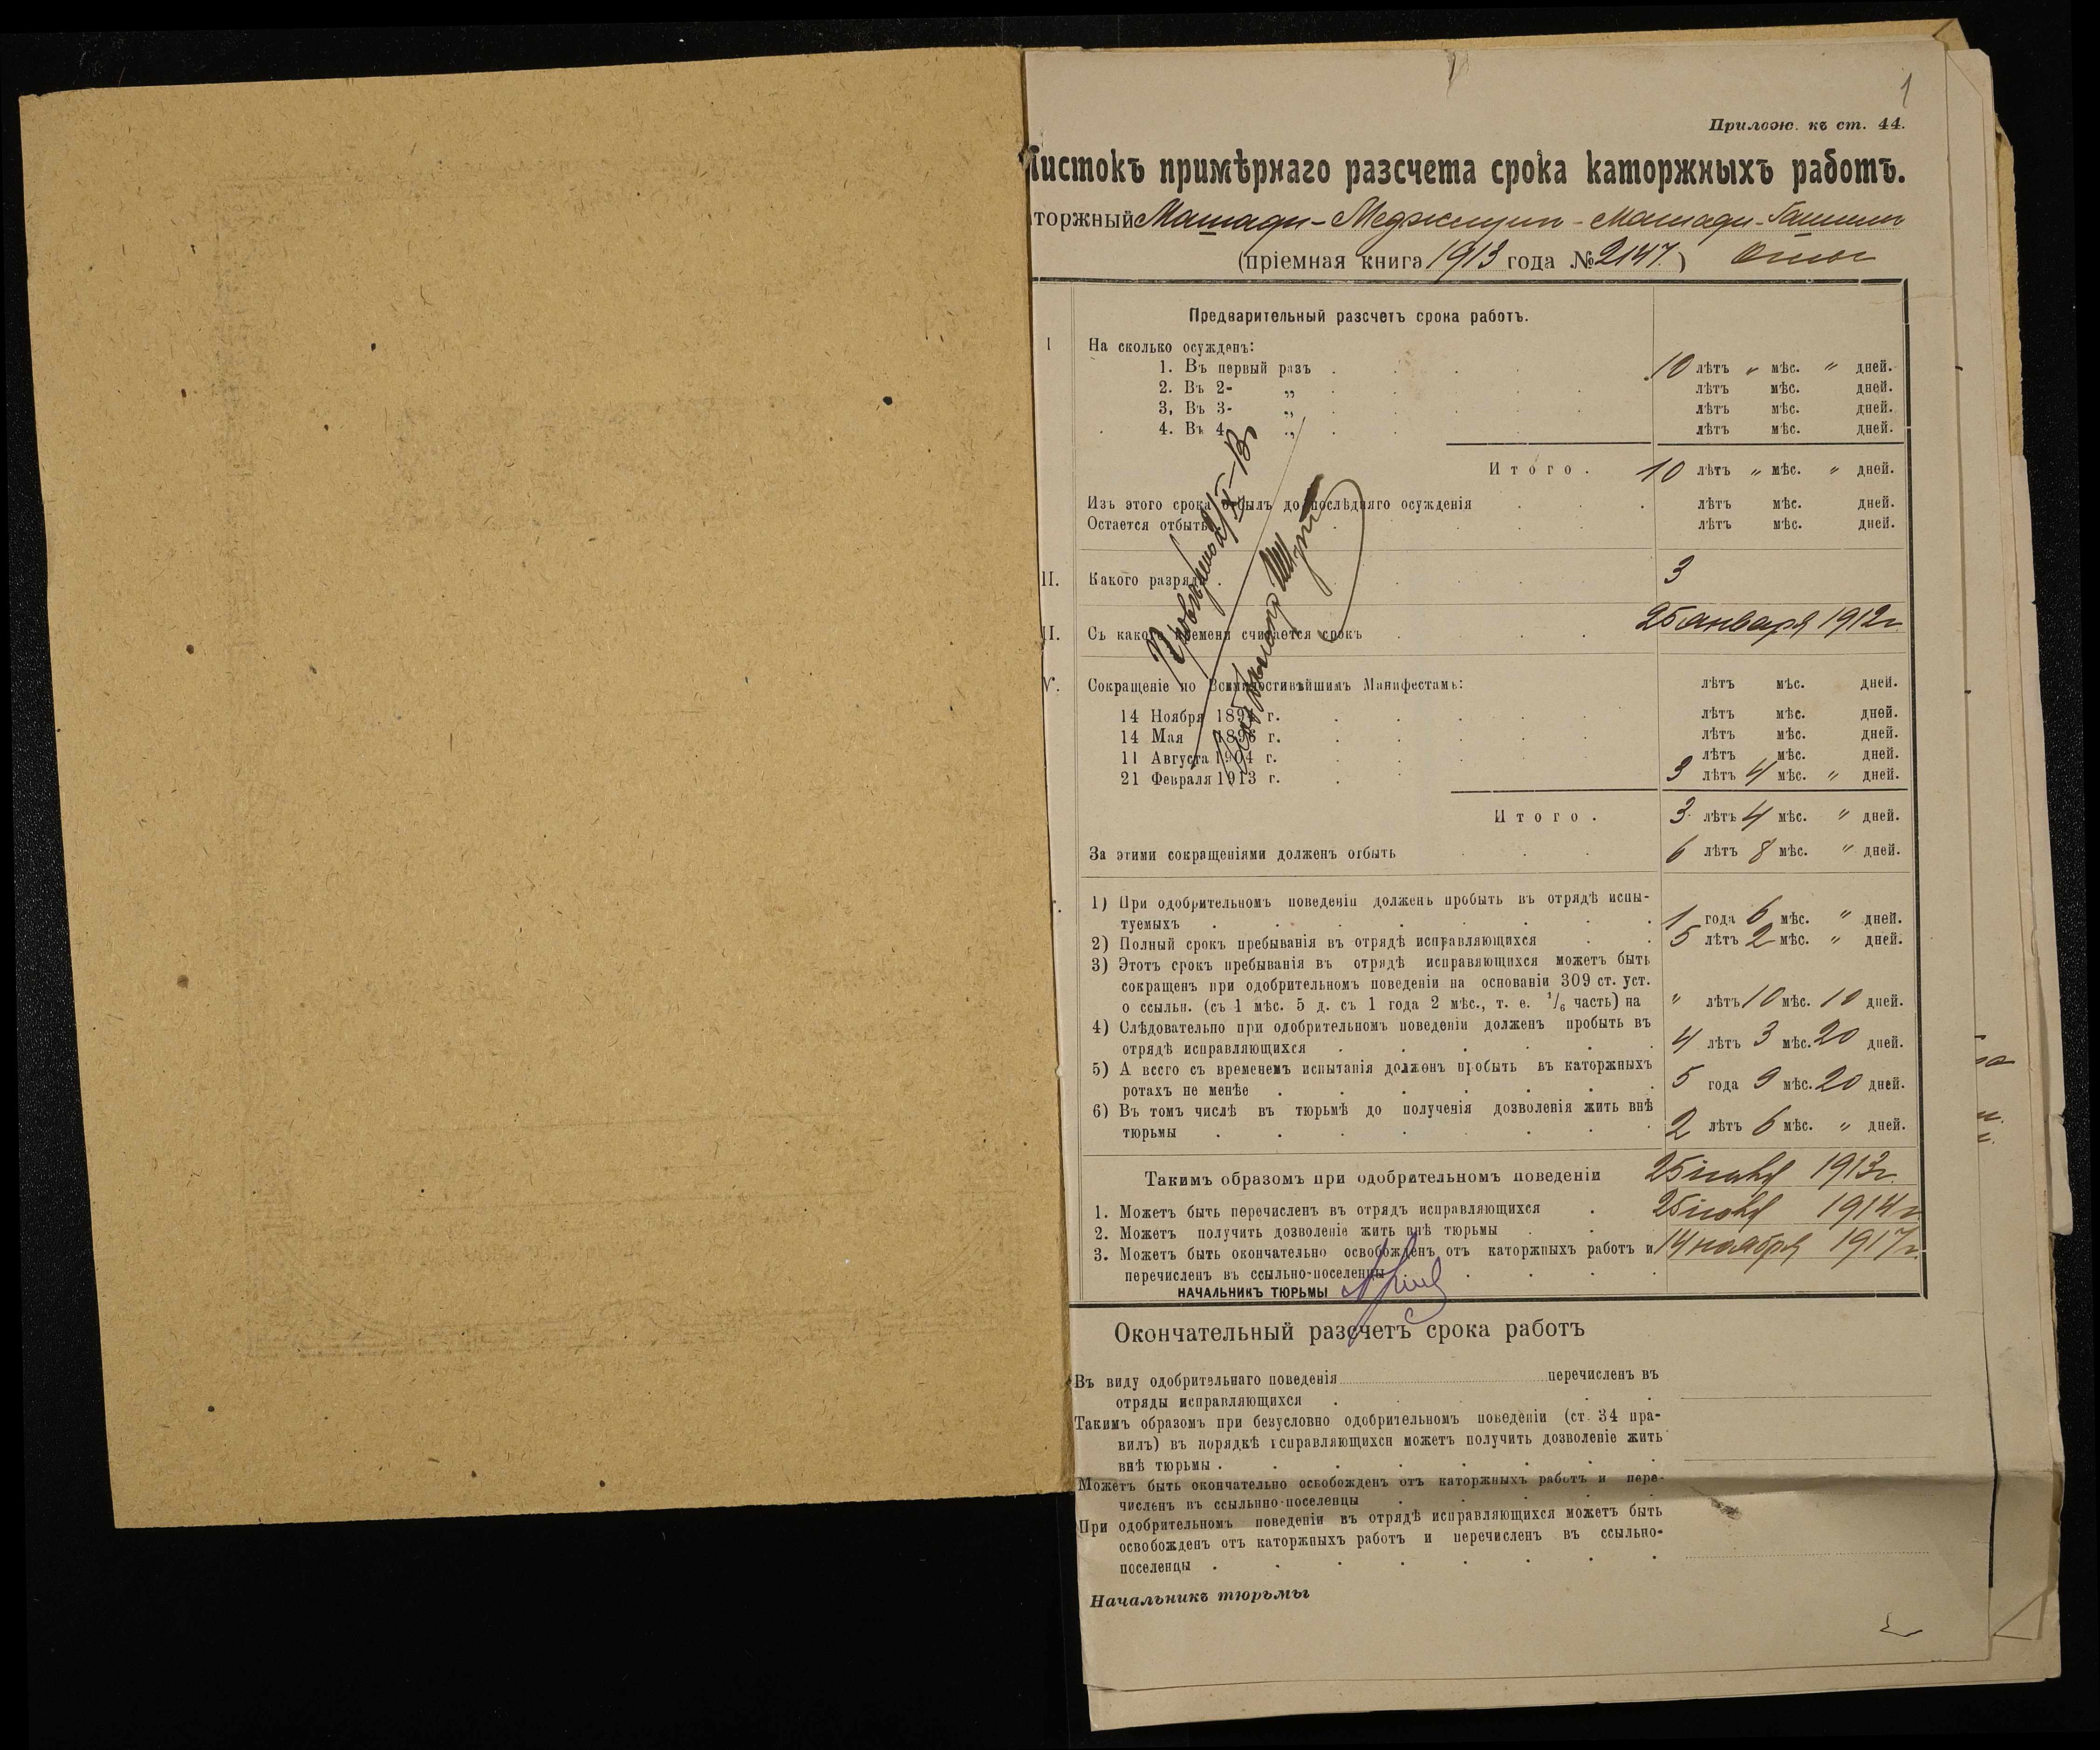 1
Прилож. къ ст. 44.
Листокъ примѣрнаго разсчета срока каторжныхъ работъ.
торжный Машади-Меджидъ-Машади-Гашимъ
(пріемная книга 1913 года № 2147.) Оглы
Предварительный разсчетъ срока работъ.
I На сколько осужденъ:
1. Въ первый разъ . 10 лѣтъ „ мѣс. „ дней.
2. Въ 2- „ лѣтъ мѣс. дней.
3. Въ 3- „ лѣтъ мѣс. дней.
4. Въ 4 „ лѣтъ мѣс. дней.
Итого. 10 лѣтъ „ мѣс. „ дней.
Изъ этого срока отбылъ до послѣдняго осужденія лѣтъ мѣс. дней.
Остается отбыть лѣтъ мѣс. дней.
II. Какого разряда 3
II. Съ какого времени считается срокъ 25 января 1912 г.
V. Сокращеніе по Всемилостивѣйшимъ Манифестамъ: лѣтъ мѣс. дней.
14 Ноября 1894 г. лѣтъ мѣс. дней.
14 Мая 1896 г. лѣтъ мѣс. дней.
11 Августа 1904 г. лѣтъ мѣс. дней.
21 Февраля 1913 г. 3 лѣтъ 4 мѣс. „ дней.
Итого. 3 лѣтъ 4 мѣс. „ дней.
За этими сокращеніями долженъ отбыть 6 лѣтъ 8 мѣс. „ дней.
1) При одобрительномъ поведеніи долженъ пробыть въ отрядѣ испы-
туемыхъ 1 года 6 мѣс. „ дней.
2) Полный срокъ пребыванія въ отрядѣ исправляющихся 5 лѣтъ 2 мѣс. „ дней.
3) Этотъ срокъ пребыванія въ отрядѣ исправяющихся можетъ быть
сокращенъ при одобрительномъ поведеніи на основаніи 309 ст. уст.
о ссыльн. (съ 1 мѣс. 5 д. съ 1 года 2 мѣс., т. е. 1/6 часть) на „ лѣтъ 10 мѣс. 10 дней.
4) Слѣдовательно при одобрительномъ поведеніи долженъ пробыть въ
отрядѣ исправляющихся 4 лѣтъ 3 мѣс. 20 дней.
5) А всего съ временемъ испытанія долженъ пробыть въ каторжныхъ
ротахъ не менѣе 5 года 9 мѣс. 20 дней.
6) Въ томъ числѣ въ тюрьмѣ до полученія дозволенія жить внѣ
тюрьмы 2 лѣтъ 6 мѣс. „ дней.
Такимъ образомъ при одобрительномъ поведеніи 25 іюля 1913 г.
1. Можетъ быть перечисленъ въ отрядъ исправляющихся 25 іюля 1914 г.
2. Можетъ получить дозволеніе жить внѣ тюрьмы
3. Можетъ быть окончательно освобожденъ отъ каторжныхъ работъ и 14 ноября 1917 г.
перечисленъ въ ссыльно-поселенцы
НАЧАЛЬНИКЪ ТЮРЬМЫ
Провѣрено 2/IX-13
Окончательный разсчетъ срока работъ
Въ виду одобрительнаго поведенія перечисленъ въ
отряды исправляющихся
Такимъ образомъ при безусловно одобрительномъ поведеніи (ст. 34 пра-
вилъ) въ порядкѣ исправляющихся можетъ получить дозволеніе жить
внѣ тюрьмы
Можетъ быть окончательно освобожденъ отъ каторжныхъ работъ и пере-
численъ въ ссыльнно-поселенцы
При одобрительномъ поведеніи въ отрядѣ исправляющихся можетъ быть
освобожденъ отъ каторжныхъ работъ и перечисленъ въ ссыльно-
поселенцы
Начальникъ тюрьмы